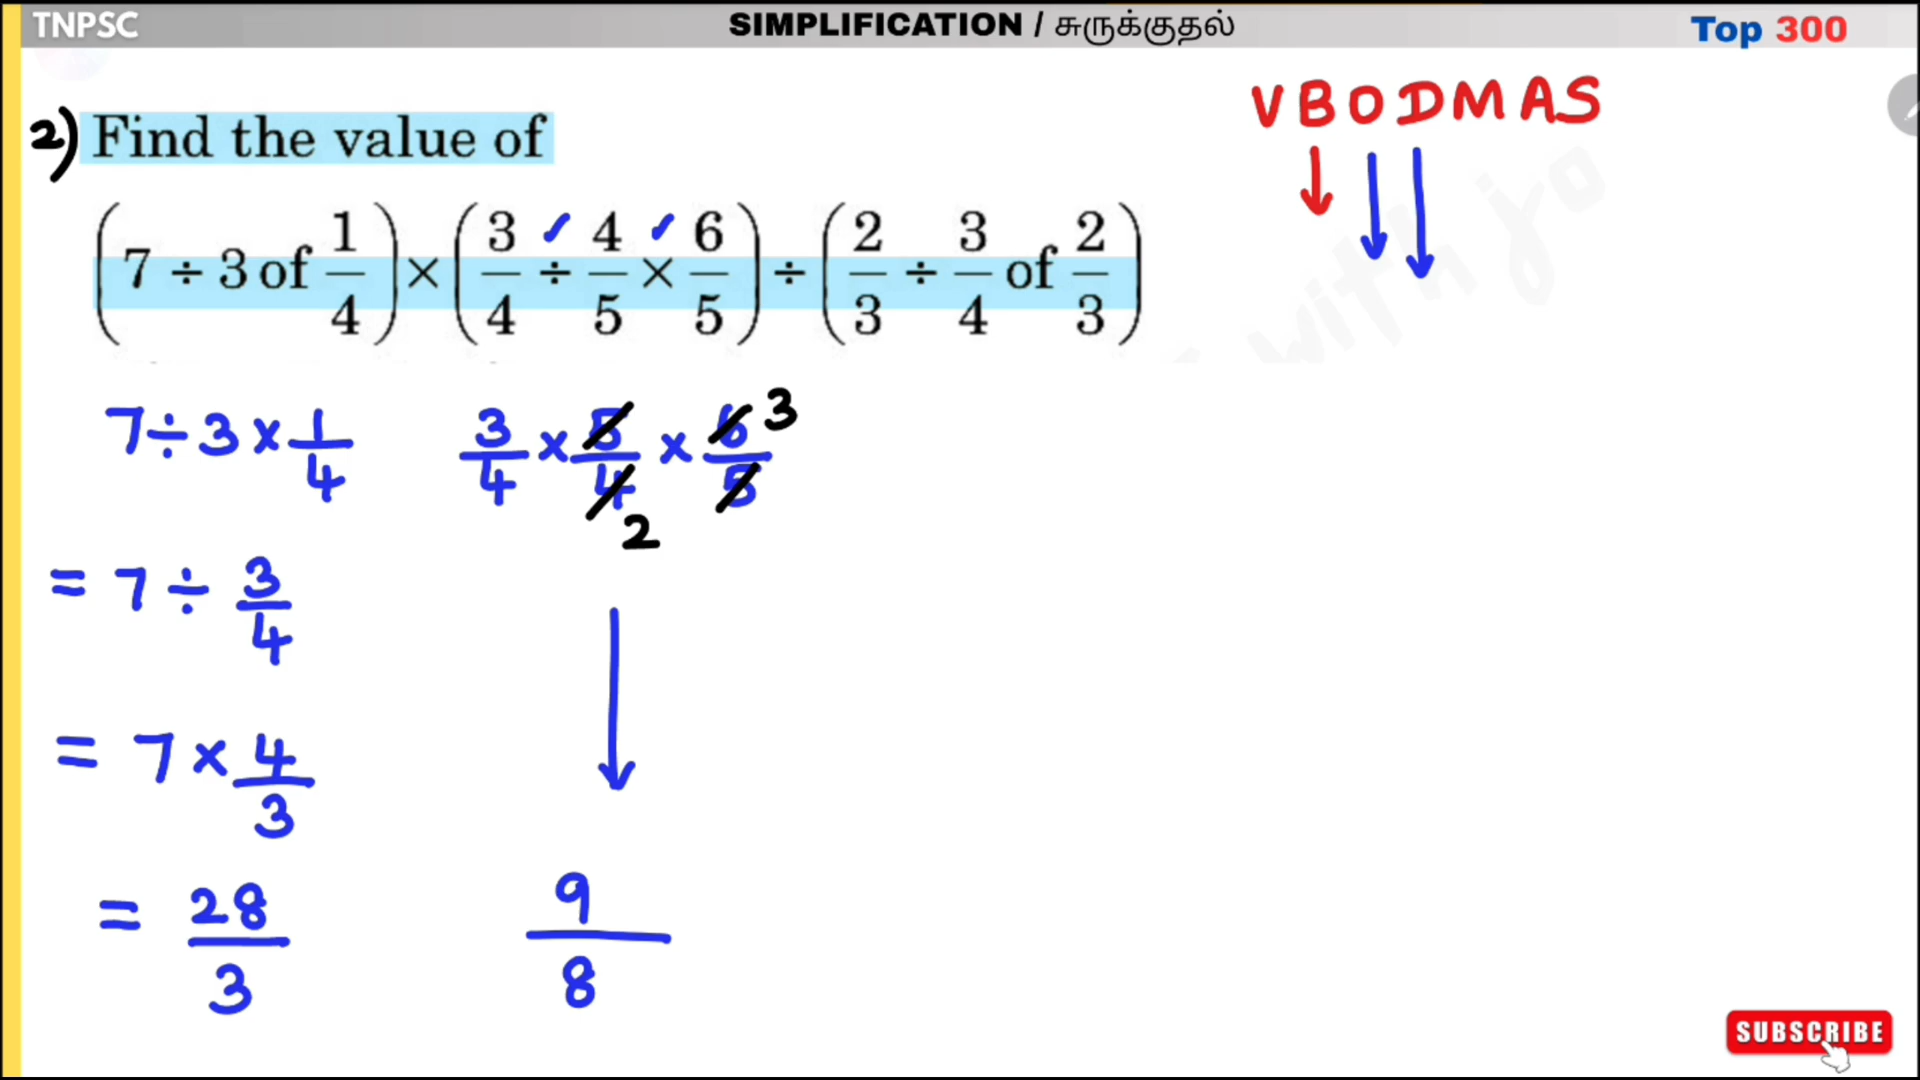 TNPSC
SIMPLIFICATION / சுருக்குதல்
Top 300
VBODMAS
2) Find the value of
(7 ÷ 3 of 1/4) × (3/4 ÷ 4/5 × 6/5) ÷ (2/3 ÷ 3/4 of 2/3)
7 ÷ 3 × 1/4
= 7 ÷ 3/4
= 7 × 4/3
= 28/3
3/4 × 5/4 × 6/5 3
2
9/8
with jo
SUBSCRIBE